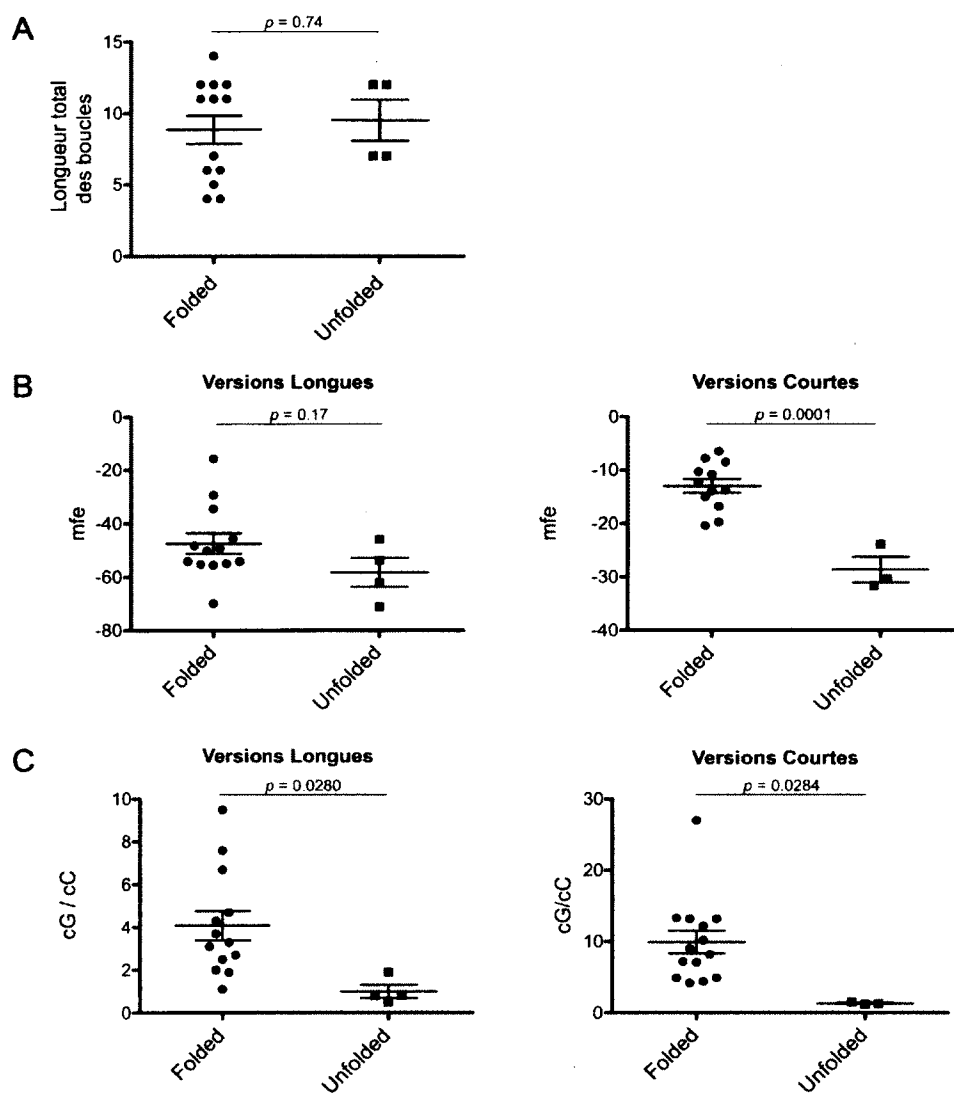 A
p = 0.74
Longueur total
des boucles
15
10
5
0
Folded
Unfolded
B
Versions Longues
p = 0.17
mfe
0
-20
-40
-60
-80
Folded
Unfolded
Versions Courtes
p = 0.0001
mfe
0
-10
-20
-30
-40
Folded
Unfolded
C
Versions Longues
p = 0.0280
cG / cC
10
8
6
4
2
0
Folded
Unfolded
Versions Courtes
p = 0.0284
cG/cC
30
20
10
0
Folded
Unfolded